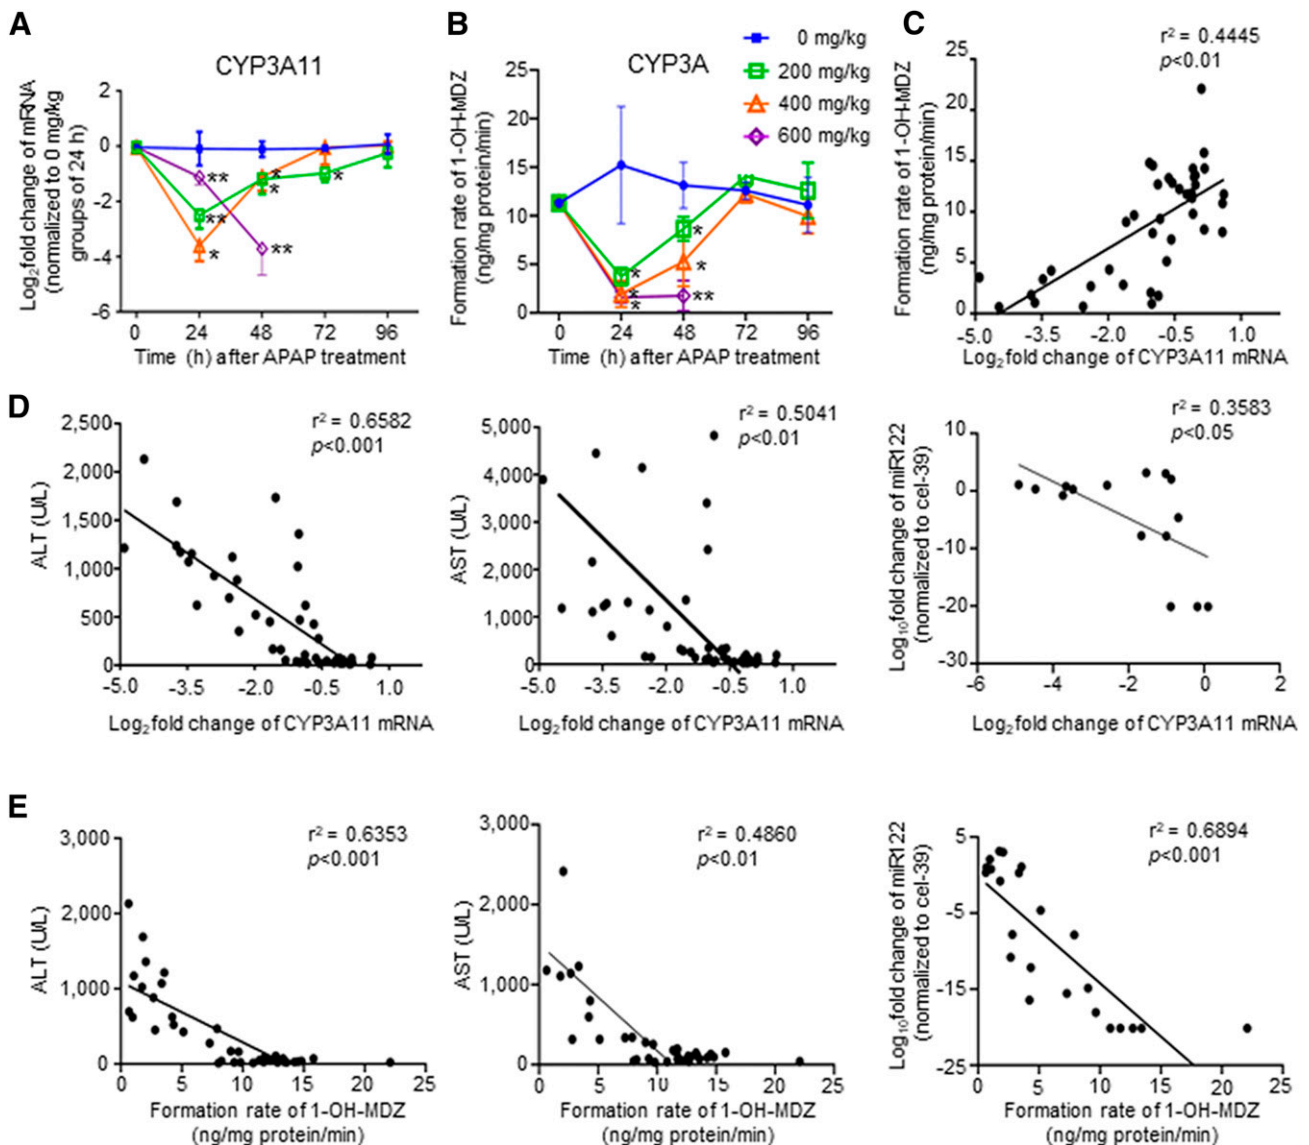 A
CYP3A11
Log2fold change of mRNA
(normalized to 0 mg/kg
groups of 24 h)
2
0
-2
-4
-6
**
**
*
*
*
**
*
0 24 48 72 96
Time (h) after APAP treatment
B
CYP3A
0 mg/kg
200 mg/kg
400 mg/kg
600 mg/kg
Formation rate of 1-OH-MDZ
(ng/mg protein/min)
25
20
15
10
5
0
*
*
*
*
*
**
0 24 48 72 96
Time (h) after APAP treatment
C
r2 = 0.4445
p<0.01
Formation rate of 1-OH-MDZ
(ng/mg protein/min)
25
20
15
10
5
0
-5.0 -3.5 -2.0 -0.5 1.0
Log2fold change of CYP3A11 mRNA
D
r2 = 0.6582
p<0.001
ALT (U/L)
2,500
2,000
1,500
1,000
500
0
-5.0 -3.5 -2.0 -0.5 1.0
Log2fold change of CYP3A11 mRNA
r2 = 0.5041
p<0.01
AST (U/L)
5,000
4,000
3,000
2,000
1,000
0
-5.0 -3.5 -2.0 -0.5 1.0
Log2fold change of CYP3A11 mRNA
r2 = 0.3583
p<0.05
Log10fold change of miR122
(normalized to cel-39)
10
0
-10
-20
-30
-6 -4 -2 0 2
Log2fold change of CYP3A11 mRNA
E
r2 = 0.6353
p<0.001
ALT (U/L)
3,000
2,000
1,000
0
0 5 10 15 20 25
Formation rate of 1-OH-MDZ
(ng/mg protein/min)
r2 = 0.4860
p<0.01
AST (U/L)
3,000
2,000
1,000
0
0 5 10 15 20 25
Formation rate of 1-OH-MDZ
(ng/mg protein/min)
r2 = 0.6894
p<0.001
Log10fold change of miR122
(normalized to cel-39)
5
-5
-15
-25
0 5 10 15 20 25
Formation rate of 1-OH-MDZ
(ng/mg protein/min)